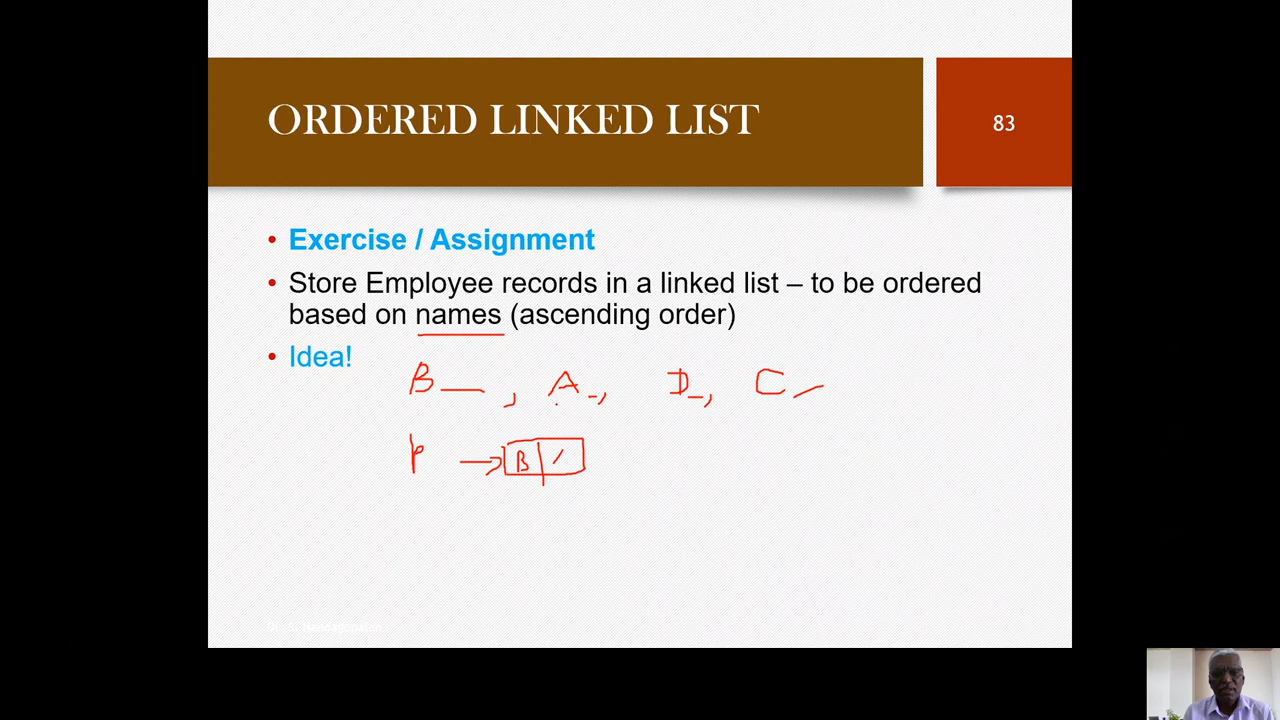 ORDERED LINKED LIST
83
• Exercise / Assignment
• Store Employee records in a linked list – to be ordered
based on names (ascending order)
• Idea!
B , A , D , C
P → B /